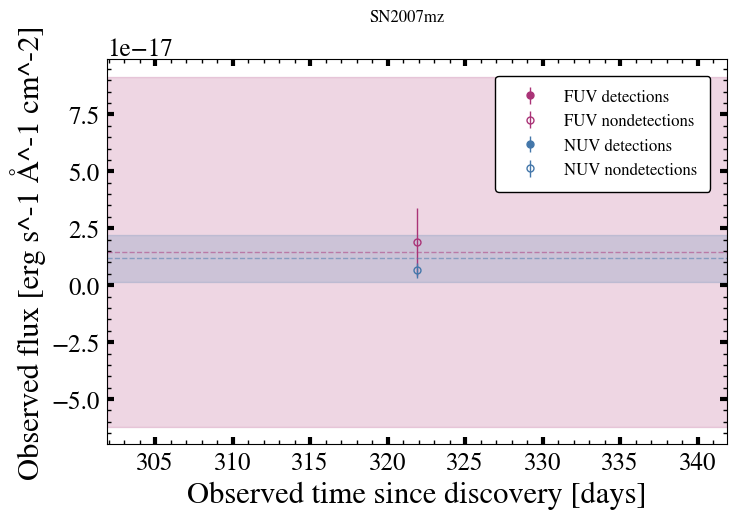 SN2007mz
1e−17
FUV detections
FUV nondetections
NUV detections
NUV nondetections
7.5
5.0
2.5
0.0
−2.5
−5.0
Observed flux [erg s^-1 Å^-1 cm^-2]
305 310 315 320 325 330 335 340
Observed time since discovery [days]